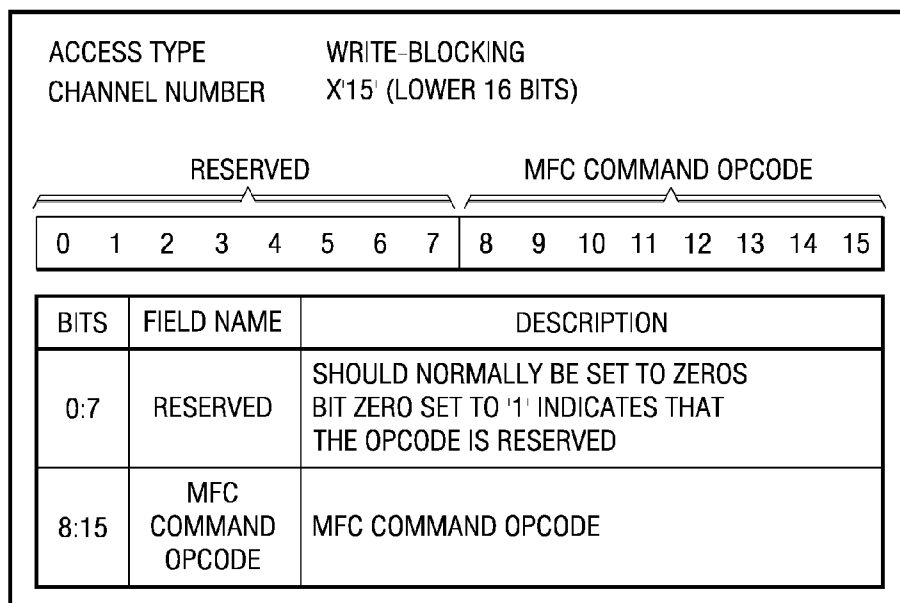 ACCESS TYPE WRITE-BLOCKING
CHANNEL NUMBER X'15' (LOWER 16 BITS)
RESERVED MFC COMMAND OPCODE
0 1 2 3 4 5 6 7 8 9 10 11 12 13 14 15
BITS FIELD NAME DESCRIPTION
0:7 RESERVED SHOULD NORMALLY BE SET TO ZEROS
BIT ZERO SET TO '1' INDICATES THAT
THE OPCODE IS RESERVED
8:15 MFC
COMMAND
OPCODE
MFC COMMAND OPCODE